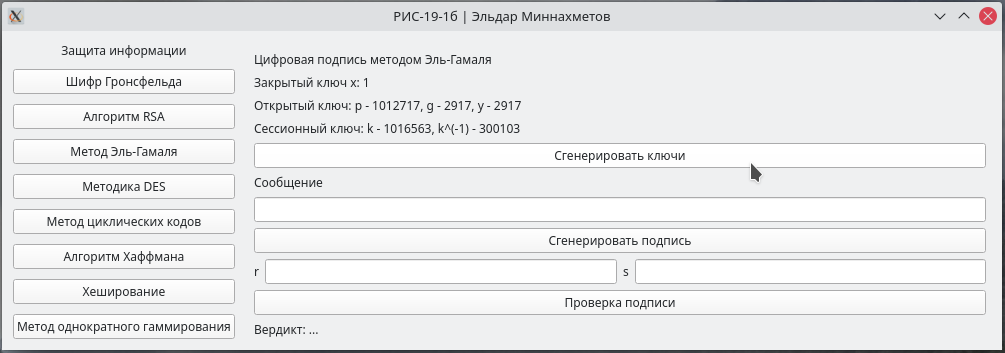 РИС-19-1б | Эльдар Миннахметов
Защита информации
Шифр Гронсфельда
Алгоритм RSA
Метод Эль-Гамаля
Методика DES
Метод циклических кодов
Алгоритм Хаффмана
Хеширование
Метод однократного гаммирования
Цифровая подпись методом Эль-Гамаля
Закрытый ключ x: 1
Открытый ключ: p - 1012717, g - 2917, y - 2917
Сессионный ключ: k - 1016563, k^(-1) - 300103
Сгенерировать ключи
Сообщение
Сгенерировать подпись
r s
Проверка подписи
Вердикт: ...